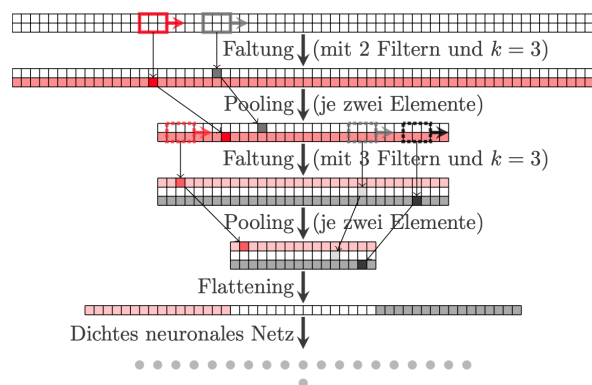 Faltung (mit 2 Filtern und k = 3)
Pooling (je zwei Elemente)
Faltung (mit 3 Filtern und k = 3)
Pooling (je zwei Elemente)
Flattening
Dichtes neuronales Netz